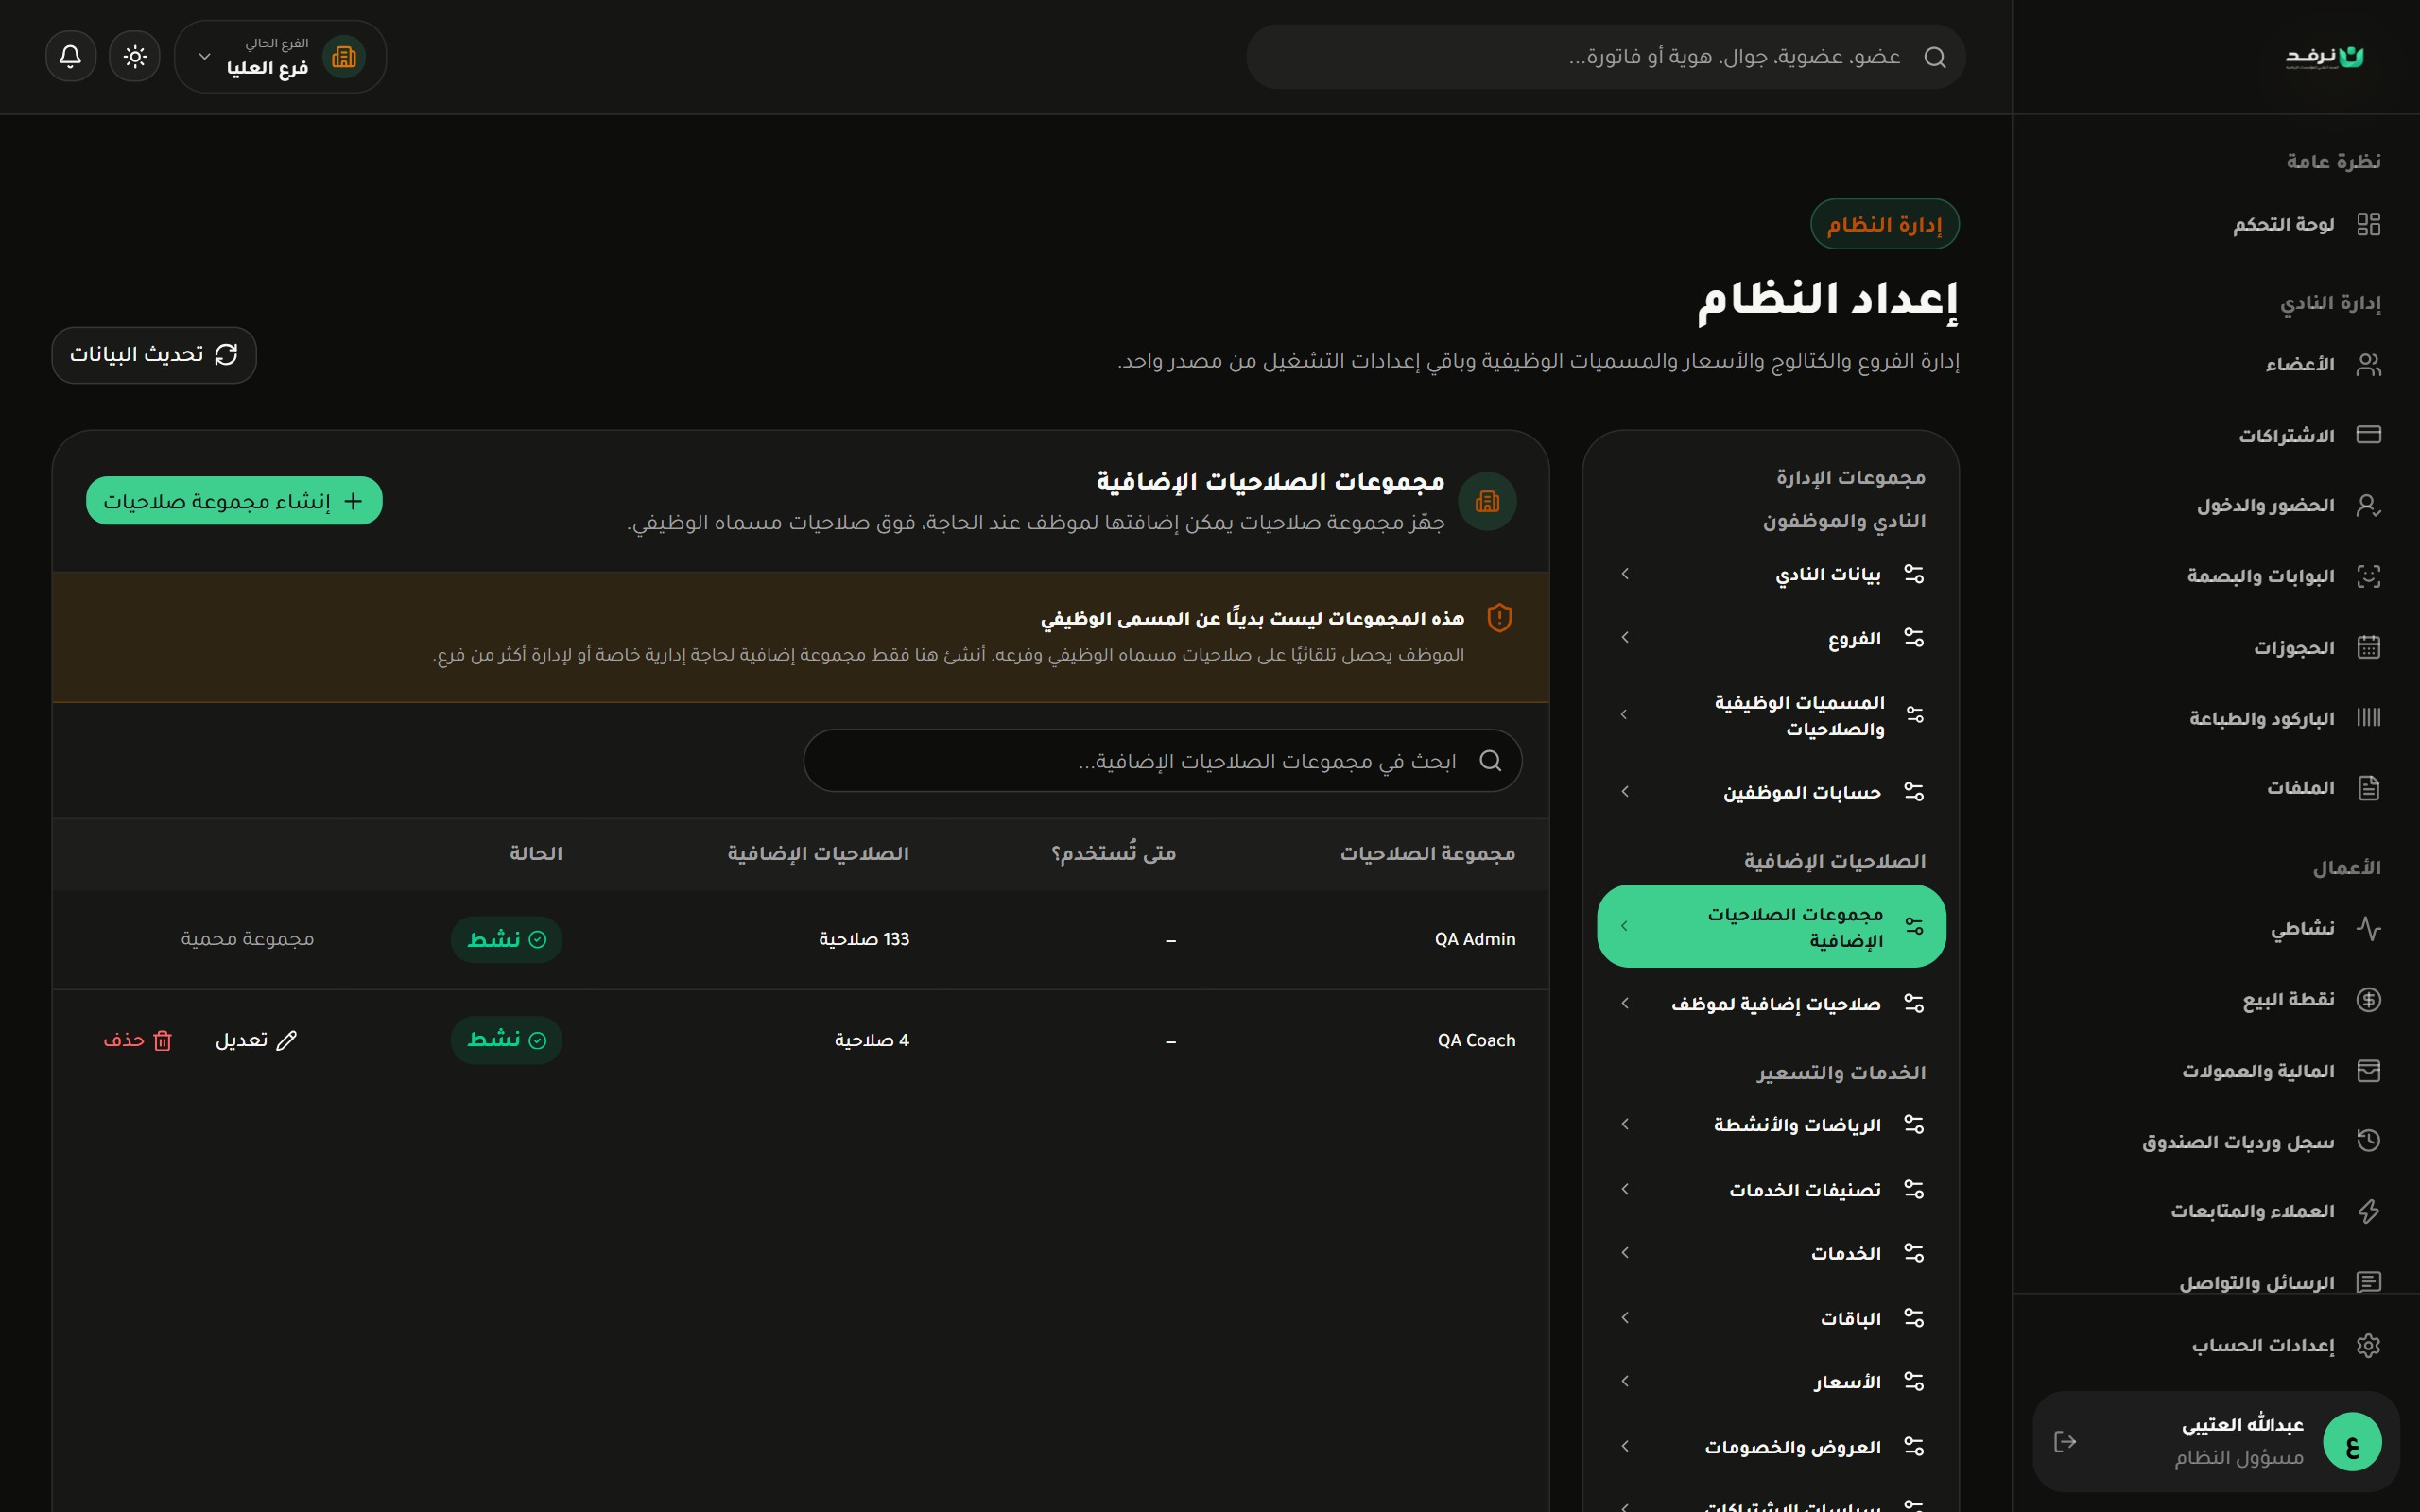 نرفد
عضو، عضوية، جوال، هوية أو فاتورة...
الفرع الحالي
فرع العليا
نظرة عامة
لوحة التحكم
إدارة النادي
الأعضاء
الاشتراكات
الحضور والدخول
البوابات والبصمة
الحجوزات
الباركود والطباعة
الملفات
الأعمال
نشاطي
نقطة البيع
المالية والعمولات
سجل ورديات الصندوق
العملاء والمتابعات
الرسائل والتواصل
إعدادات الحساب
ع
عبدالله العتيبي
مسؤول النظام
إدارة النظام
إعداد النظام
إدارة الفروع والكتالوج والأسعار والمسميات الوظيفية وباقي إعدادات التشغيل من مصدر واحد.
تحديث البيانات
مجموعات الإدارة
النادي والموظفون
بيانات النادي
الفروع
المسميات الوظيفية
والصلاحيات
حسابات الموظفين
الصلاحيات الإضافية
مجموعات الصلاحيات
الإضافية
صلاحيات إضافية لموظف
الخدمات والتسعير
الرياضات والأنشطة
تصنيفات الخدمات
الخدمات
الباقات
الأسعار
العروض والخصومات
سياسات الاشتراكات
مجموعات الصلاحيات الإضافية
جهّز مجموعة صلاحيات يمكن إضافتها لموظف عند الحاجة، فوق صلاحيات مسماه الوظيفي.
إنشاء مجموعة صلاحيات
هذه المجموعات ليست بديلًا عن المسمى الوظيفي
الموظف يحصل تلقائيًا على صلاحيات مسماه الوظيفي وفرعه. أنشئ هنا فقط مجموعة إضافية لحاجة إدارية خاصة أو لإدارة أكثر من فرع.
ابحث في مجموعات الصلاحيات الإضافية...
مجموعة الصلاحيات متى تُستخدم؟ الصلاحيات الإضافية الحالة
QA Admin – 133 صلاحية نشط مجموعة محمية
QA Coach – 4 صلاحية نشط تعديل حذف